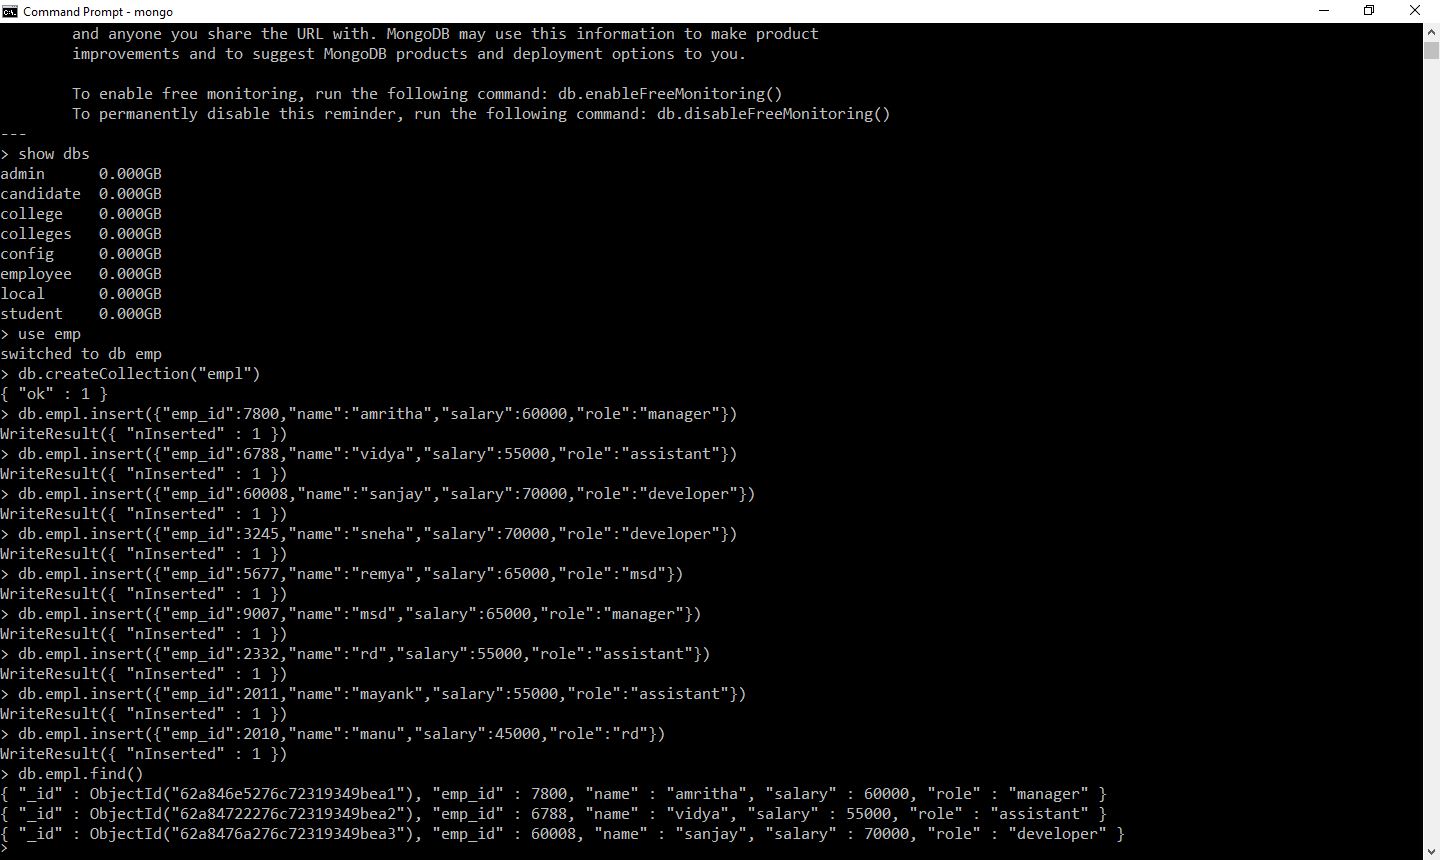 Command Prompt - mongo
        and anyone you share the URL with. MongoDB may use this information to make product
        improvements and to suggest MongoDB products and deployment options to you.
        To enable free monitoring, run the following command: db.enableFreeMonitoring()
        To permanently disable this reminder, run the following command: db.disableFreeMonitoring()
---
> show dbs
admin      0.000GB
candidate  0.000GB
college    0.000GB
colleges   0.000GB
config     0.000GB
employee   0.000GB
local      0.000GB
student    0.000GB
> use emp
switched to db emp
> db.createCollection("empl")
{ "ok" : 1 }
> db.empl.insert({"emp_id":7800,"name":"amritha","salary":60000,"role":"manager"})
WriteResult({ "nInserted" : 1 })
> db.empl.insert({"emp_id":6788,"name":"vidya","salary":55000,"role":"assistant"})
WriteResult({ "nInserted" : 1 })
> db.empl.insert({"emp_id":60008,"name":"sanjay","salary":70000,"role":"developer"})
WriteResult({ "nInserted" : 1 })
> db.empl.insert({"emp_id":3245,"name":"sneha","salary":70000,"role":"developer"})
WriteResult({ "nInserted" : 1 })
> db.empl.insert({"emp_id":5677,"name":"remya","salary":65000,"role":"msd"})
WriteResult({ "nInserted" : 1 })
> db.empl.insert({"emp_id":9007,"name":"msd","salary":65000,"role":"manager"})
WriteResult({ "nInserted" : 1 })
> db.empl.insert({"emp_id":2332,"name":"rd","salary":55000,"role":"assistant"})
WriteResult({ "nInserted" : 1 })
> db.empl.insert({"emp_id":2011,"name":"mayank","salary":55000,"role":"assistant"})
WriteResult({ "nInserted" : 1 })
> db.empl.insert({"emp_id":2010,"name":"manu","salary":45000,"role":"rd"})
WriteResult({ "nInserted" : 1 })
> db.empl.find()
{ "_id" : ObjectId("62a846e5276c72319349bea1"), "emp_id" : 7800, "name" : "amritha", "salary" : 60000, "role" : "manager" }
{ "_id" : ObjectId("62a84722276c72319349bea2"), "emp_id" : 6788, "name" : "vidya", "salary" : 55000, "role" : "assistant" }
{ "_id" : ObjectId("62a8476a276c72319349bea3"), "emp_id" : 60008, "name" : "sanjay", "salary" : 70000, "role" : "developer" }
>